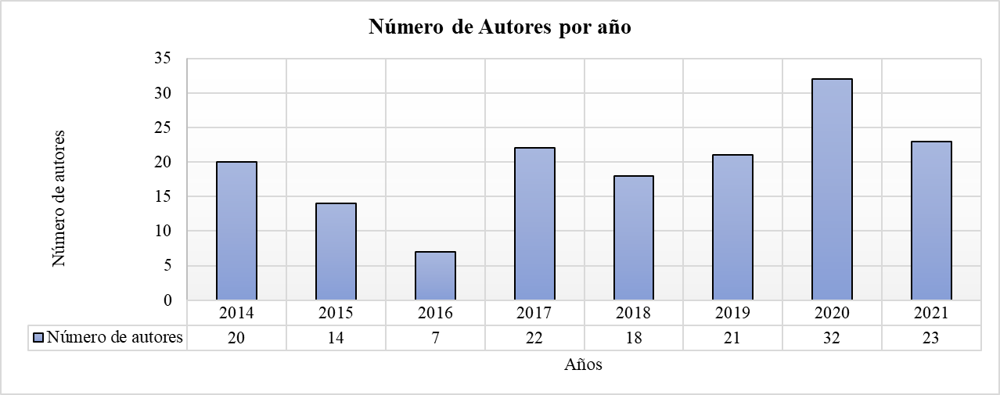 Número de Autores por año
Número de autores
35
30
25
20
15
10
5
0
2014 2015 2016 2017 2018 2019 2020 2021
Número de autores 20 14 7 22 18 21 32 23
Años